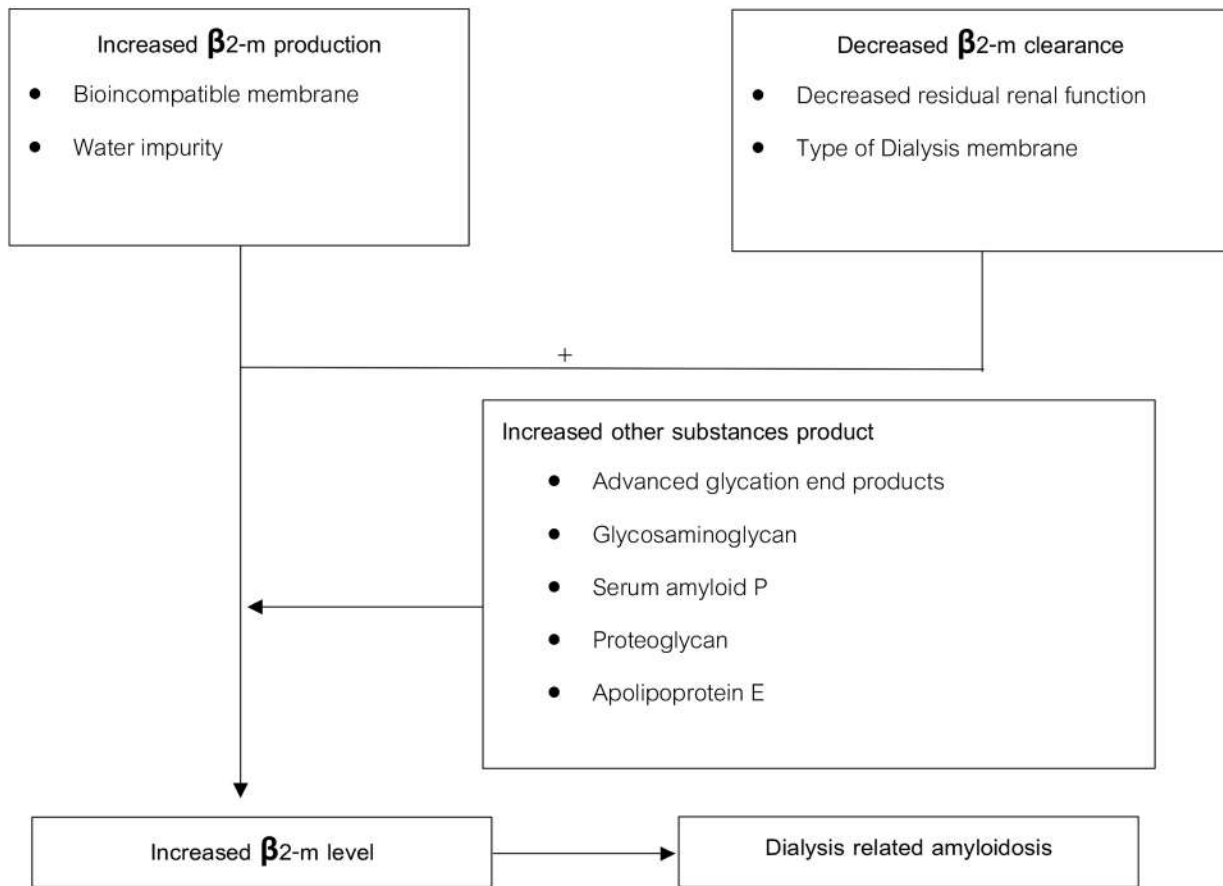 Increased β2-m production
● Bioincompatible membrane
● Water impurity
Decreased β2-m clearance
● Decreased residual renal function
● Type of Dialysis membrane
+
Increased other substances product
● Advanced glycation end products
● Glycosaminoglycan
● Serum amyloid P
● Proteoglycan
● Apolipoprotein E
Increased β2-m level
Dialysis related amyloidosis